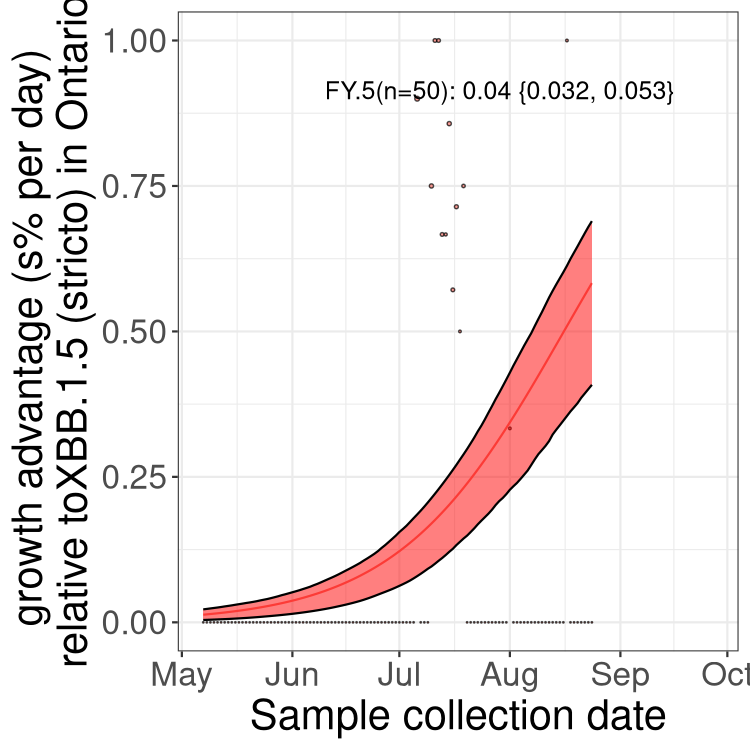 growth advantage (s% per day)
relative toXBB.1.5 (stricto) in Ontario
1.00
0.75
0.50
0.25
0.00
FY.5(n=50): 0.04 {0.032, 0.053}
May Jun Jul Aug Sep Oct
Sample collection date